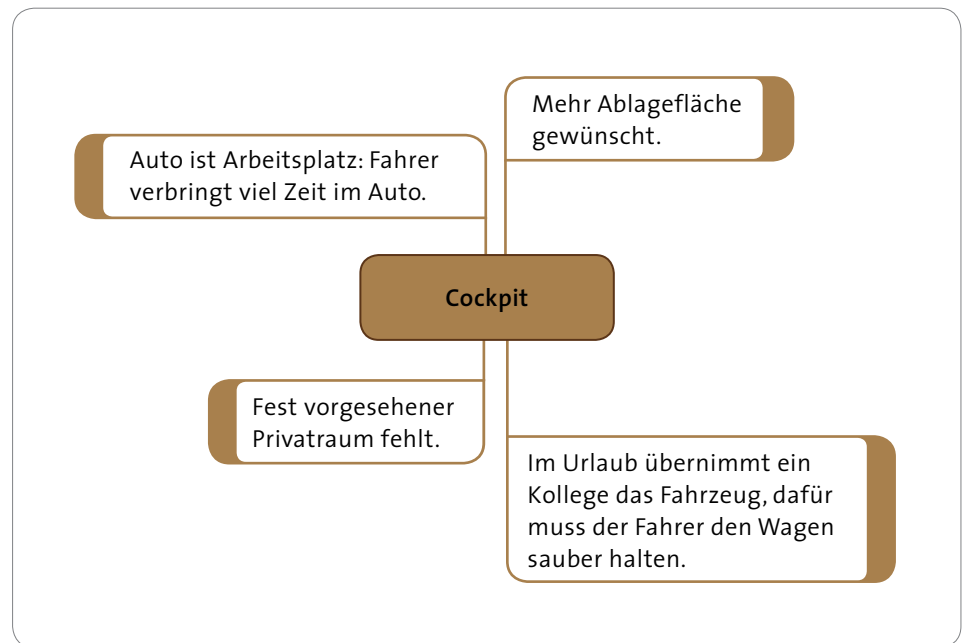 Mehr Ablagefläche
gewünscht.
Auto ist Arbeitsplatz: Fahrer
verbringt viel Zeit im Auto.
Cockpit
Fest vorgesehener
Privatraum fehlt.
Im Urlaub übernimmt ein
Kollege das Fahrzeug, dafür
muss der Fahrer den Wagen
sauber halten.